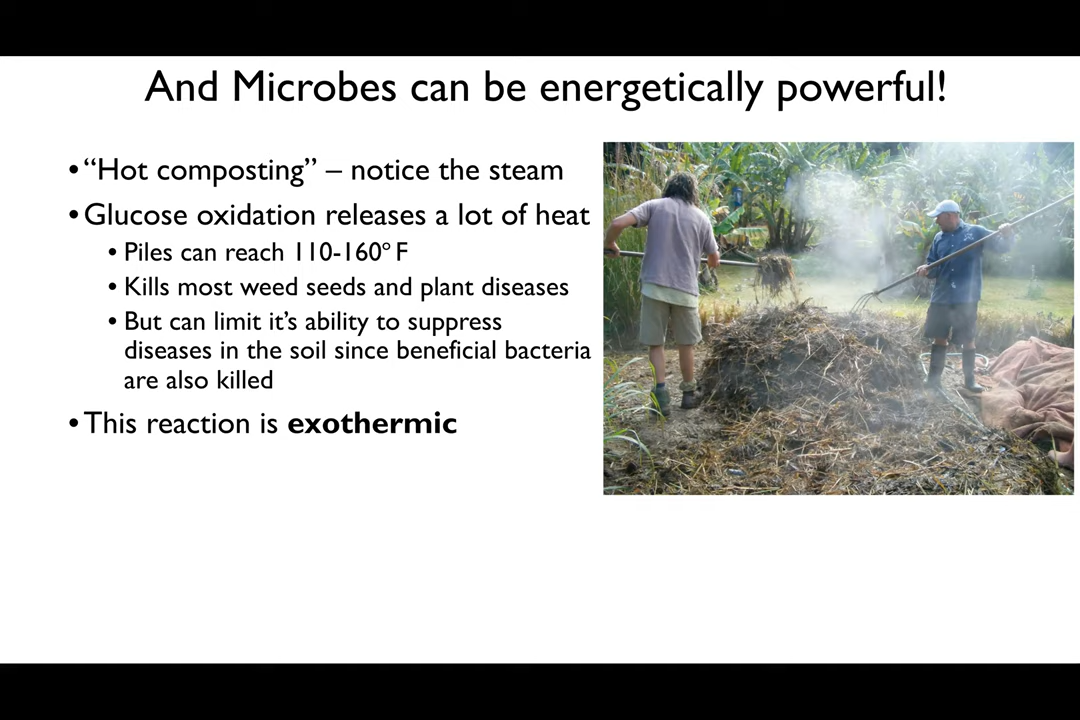 And Microbes can be energetically powerful!
•“Hot composting” – notice the steam
•Glucose oxidation releases a lot of heat
•Piles can reach 110-160º F
•Kills most weed seeds and plant diseases
•But can limit it’s ability to suppress
diseases in the soil since beneficial bacteria
are also killed
•This reaction is exothermic